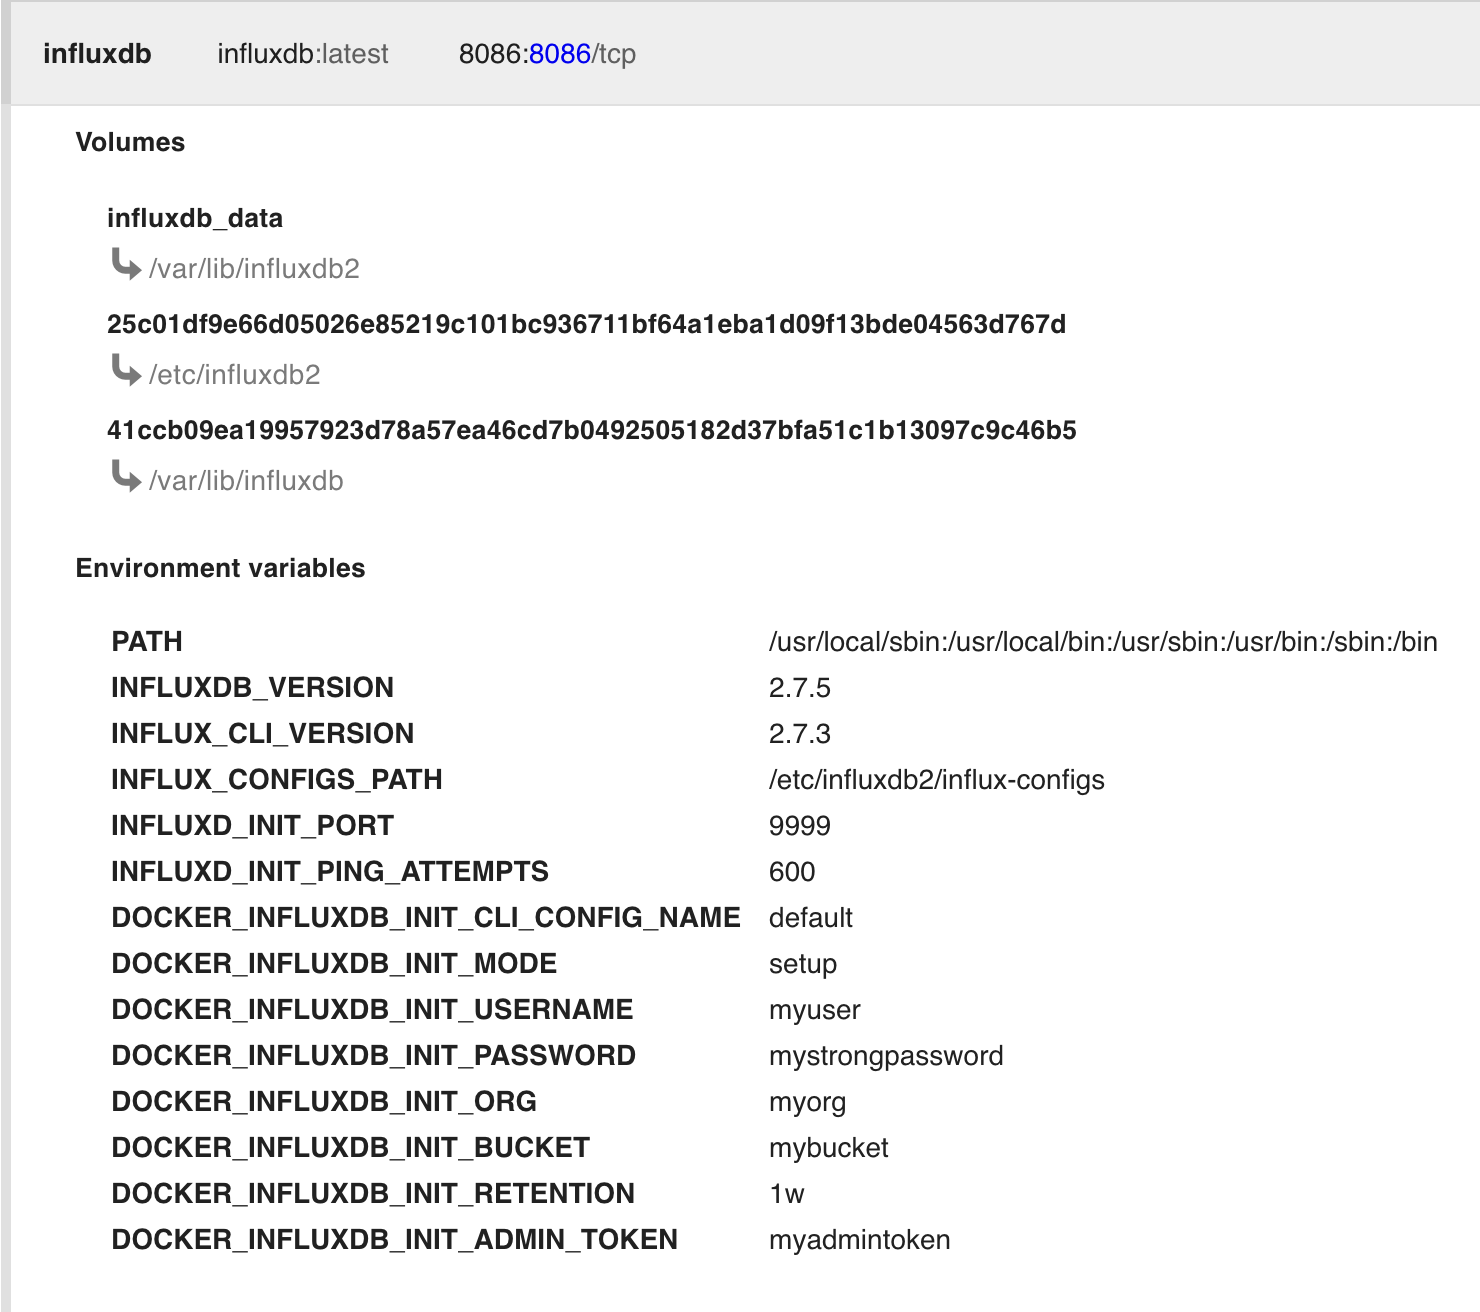 influxdb influxdb:latest 8086:8086/tcp
Volumes
influxdb_data
/var/lib/influxdb2
25c01df9e66d05026e85219c101bc936711bf64a1eba1d09f13bde04563d767d
/etc/influxdb2
41ccb09ea19957923d78a57ea46cd7b0492505182d37bfa51c1b13097c9c46b5
/var/lib/influxdb
Environment variables
PATH /usr/local/sbin:/usr/local/bin:/usr/sbin:/usr/bin:/sbin:/bin
INFLUXDB_VERSION 2.7.5
INFLUX_CLI_VERSION 2.7.3
INFLUX_CONFIGS_PATH /etc/influxdb2/influx-configs
INFLUXD_INIT_PORT 9999
INFLUXD_INIT_PING_ATTEMPTS 600
DOCKER_INFLUXDB_INIT_CLI_CONFIG_NAME default
DOCKER_INFLUXDB_INIT_MODE setup
DOCKER_INFLUXDB_INIT_USERNAME myuser
DOCKER_INFLUXDB_INIT_PASSWORD mystrongpassword
DOCKER_INFLUXDB_INIT_ORG myorg
DOCKER_INFLUXDB_INIT_BUCKET mybucket
DOCKER_INFLUXDB_INIT_RETENTION 1w
DOCKER_INFLUXDB_INIT_ADMIN_TOKEN myadmintoken